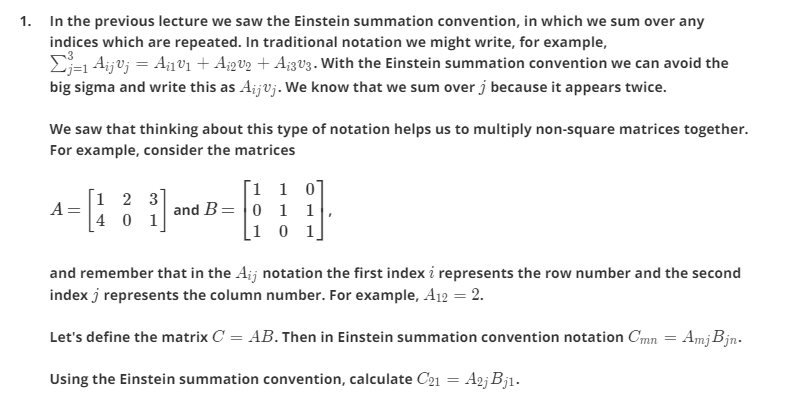 1. In the previous lecture we saw the Einstein summation convention, in which we sum over any
indices which are repeated. In traditional notation we might write, for example,
∑³ⱼ₌₁ Aᵢⱼvⱼ = Aᵢ₁v₁ + Aᵢ₂v₂ + Aᵢ₃v₃. With the Einstein summation convention we can avoid the
big sigma and write this as Aᵢⱼvⱼ. We know that we sum over j because it appears twice.
We saw that thinking about this type of notation helps us to multiply non-square matrices together.
For example, consider the matrices
A = [1 2 3; 4 0 1] and B = [1 1 0; 0 1 1; 1 0 1],
and remember that in the Aᵢⱼ notation the first index i represents the row number and the second
index j represents the column number. For example, A₁₂ = 2.
Let's define the matrix C = AB. Then in Einstein summation convention notation Cₘₙ = AₘⱼBⱼₙ.
Using the Einstein summation convention, calculate C₂₁ = A₂ⱼBⱼ₁.